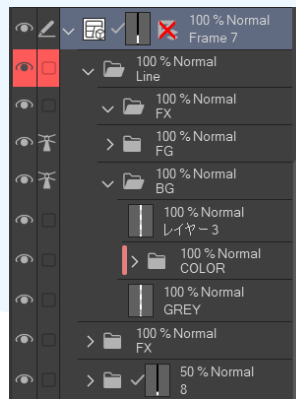 100 % Normal
Frame 7
100 % Normal
Line
100 % Normal
FX
100 % Normal
FG
100 % Normal
BG
100 % Normal
レイヤー 3
100 % Normal
COLOR
100 % Normal
GREY
100 % Normal
FX
50 % Normal
8